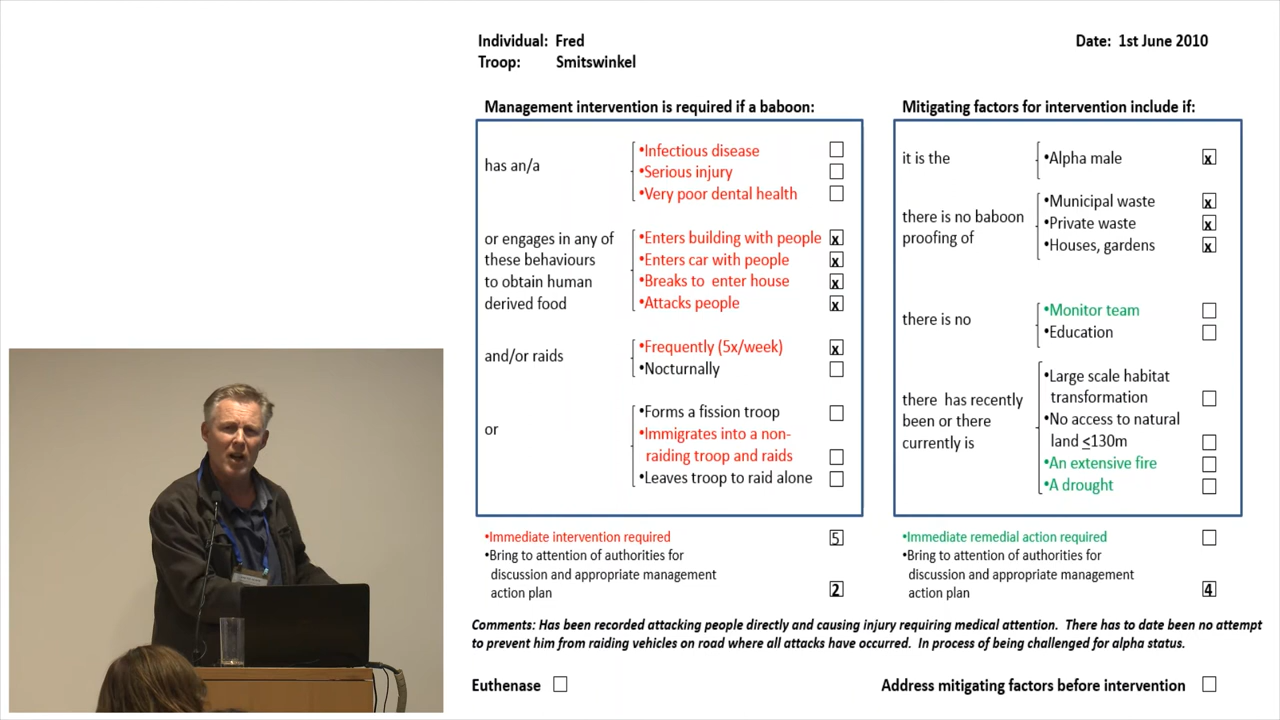 Individual: Fred
Date: 1st June 2010
Troop: Smitswinkel
Management intervention is required if a baboon:
has an/a
•Infectious disease
•Serious injury
•Very poor dental health
or engages in any of
these behaviours
to obtain human
derived food
•Enters building with people x
•Enters car with people x
•Breaks to enter house x
•Attacks people x
and/or raids
•Frequently (5x/week) x
•Nocturnally
or
•Forms a fission troop
•Immigrates into a non-
raiding troop and raids
•Leaves troop to raid alone
•Immediate intervention required 5
•Bring to attention of authorities for
discussion and appropriate management
action plan 2
Mitigating factors for intervention include if:
it is the
•Alpha male x
there is no baboon
proofing of
•Municipal waste x
•Private waste x
•Houses, gardens x
there is no
•Monitor team
•Education
there has recently
been or there
currently is
•Large scale habitat
transformation
•No access to natural
land ≤130m
•An extensive fire
•A drought
•Immediate remedial action required
•Bring to attention of authorities for
discussion and appropriate management
action plan 4
Comments: Has been recorded attacking people directly and causing injury requiring medical attention. There has to date been no attempt
to prevent him from raiding vehicles on road where all attacks have occurred. In process of being challenged for alpha status.
Euthenase
Address mitigating factors before intervention